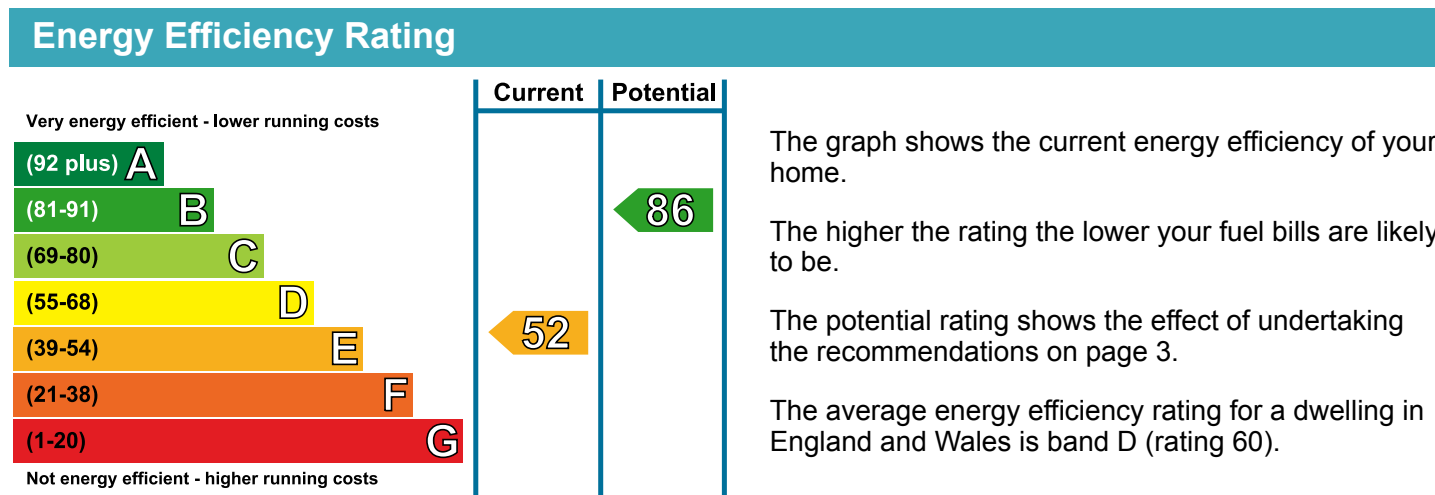 Energy Efficiency Rating
Current Potential
Very energy efficient - lower running costs
(92 plus) A
(81-91) B
86
(69-80) C
(55-68) D
(39-54) E
52
(21-38) F
(1-20) G
Not energy efficient - higher running costs
The graph shows the current energy efficiency of your
home.
The higher the rating the lower your fuel bills are likely
to be.
The potential rating shows the effect of undertaking
the recommendations on page 3.
The average energy efficiency rating for a dwelling in
England and Wales is band D (rating 60).